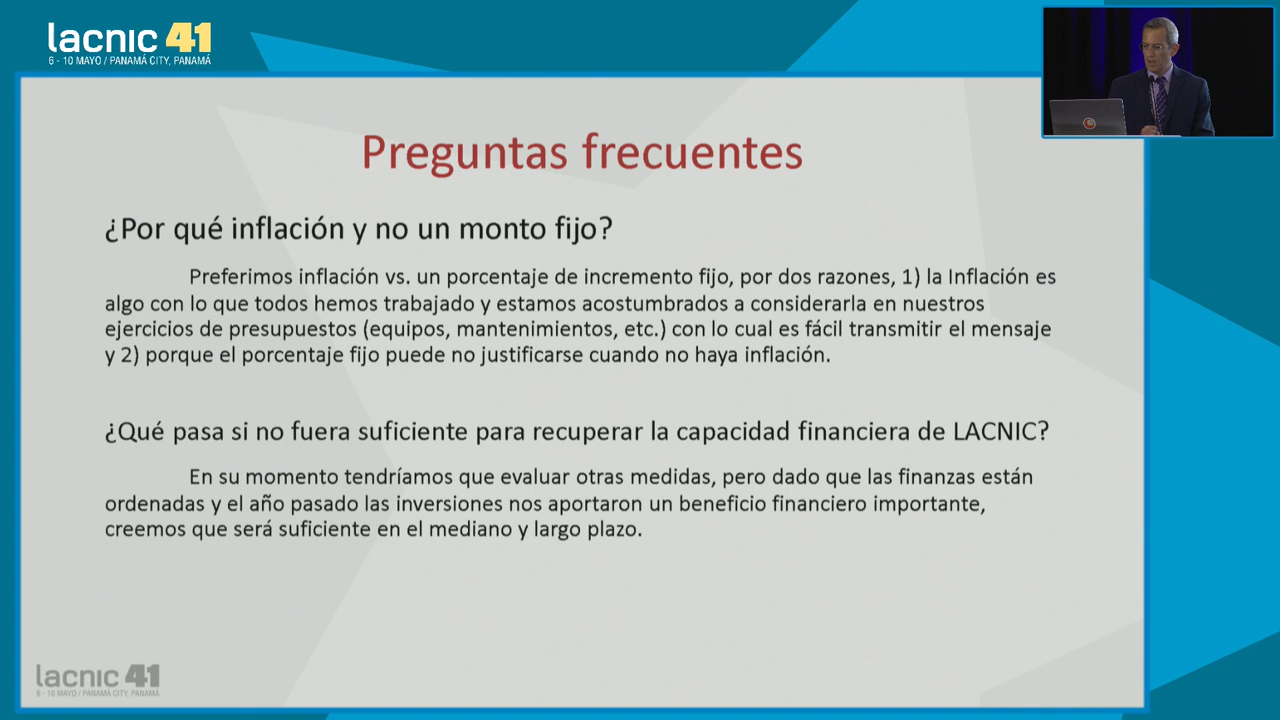 lacnic 41
6 - 10 MAYO / PANAMÁ CITY, PANAMÁ
Preguntas frecuentes
¿Por qué inflación y no un monto fijo?
Preferimos inflación vs. un porcentaje de incremento fijo, por dos razones, 1) la Inflación es
algo con lo que todos hemos trabajado y estamos acostumbrados a considerarla en nuestros
ejercicios de presupuestos (equipos, mantenimientos, etc.) con lo cual es fácil transmitir el mensaje
y 2) porque el porcentaje fijo puede no justificarse cuando no haya inflación.
¿Qué pasa si no fuera suficiente para recuperar la capacidad financiera de LACNIC?
En su momento tendríamos que evaluar otras medidas, pero dado que las finanzas están
ordenadas y el año pasado las inversiones nos aportaron un beneficio financiero importante,
creemos que será suficiente en el mediano y largo plazo.
lacnic 41
6 - 10 MAYO / PANAMÁ CITY, PANAMÁ